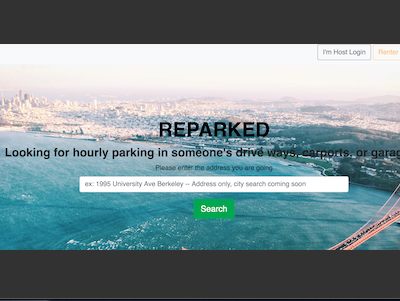 I'm Host Login
Renter
REPARKED
Looking for hourly parking in someone's drive ways, carports, or garag
Please enter the address you are going
ex: 1995 University Ave Berkeley -- Address only, city search coming soon
Search